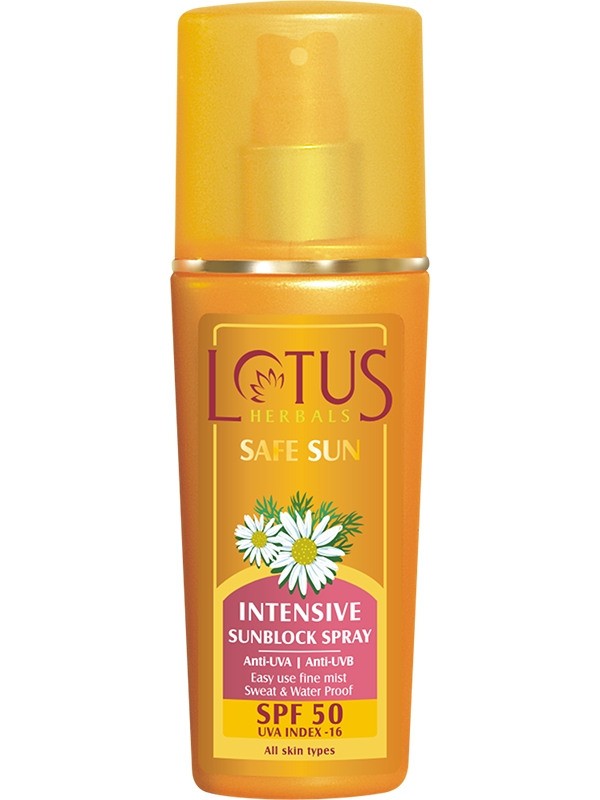 LOTUS
HERBALS
SAFE SUN
INTENSIVE
SUNBLOCK SPRAY
Anti-UVA | Anti-UVB
Easy use fine mist
Sweat & Water Proof
SPF 50
UVA INDEX -16
All skin types